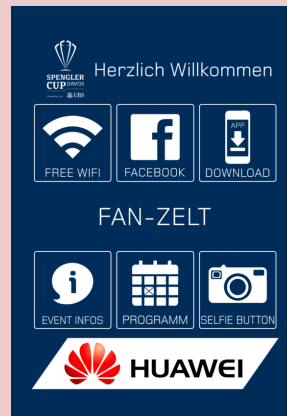 Herzlich Willkommen
SPENGLER
CUP DAVOS
UBS
FREE WIFI
FACEBOOK
APP
DOWNLOAD
FAN-ZELT
EVENT INFOS
PROGRAMM
SELFIE BUTTON
HUAWEI